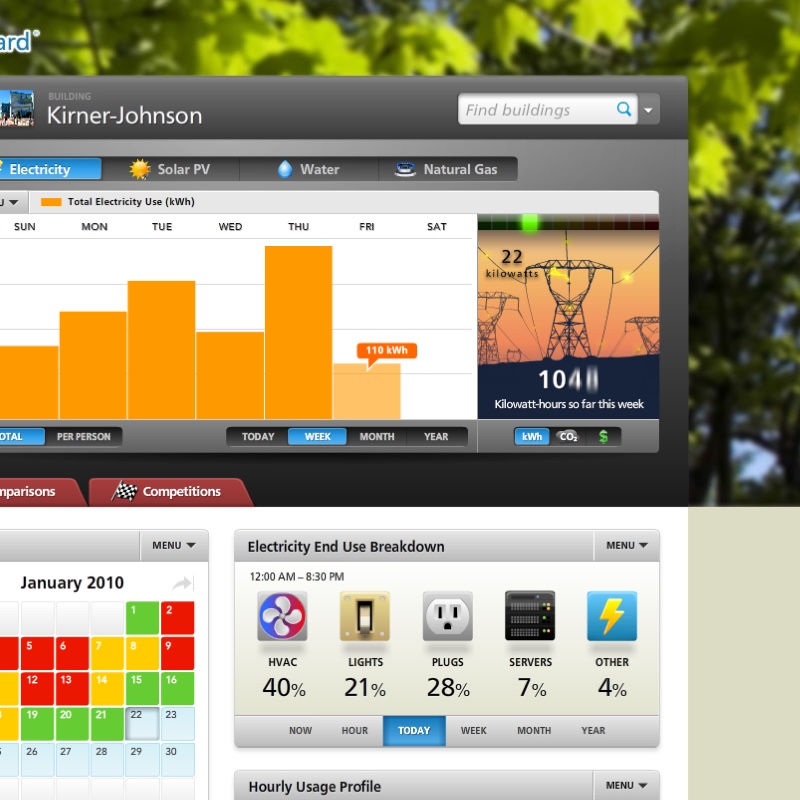 BUILDING
Kirner-Johnson
Find buildings
Electricity
Solar PV
Water
Natural Gas
Total Electricity Use (kWh)
SUN MON TUE WED THU FRI SAT
22
kilowatts
110 kWh
104
Kilowatt-hours so far this week
PER PERSON
TODAY WEEK MONTH YEAR
kWh CO₂ $
Competitions
MENU
Electricity End Use Breakdown
MENU
January 2010
12:00 AM – 8:30 PM
1 2
5 6 7 8 9
12 13 14 15 16
19 20 21 22 23
26 27 28 29 30
HVAC LIGHTS PLUGS SERVERS OTHER
40% 21% 28% 7% 4%
NOW HOUR TODAY WEEK MONTH YEAR
Hourly Usage Profile
MENU